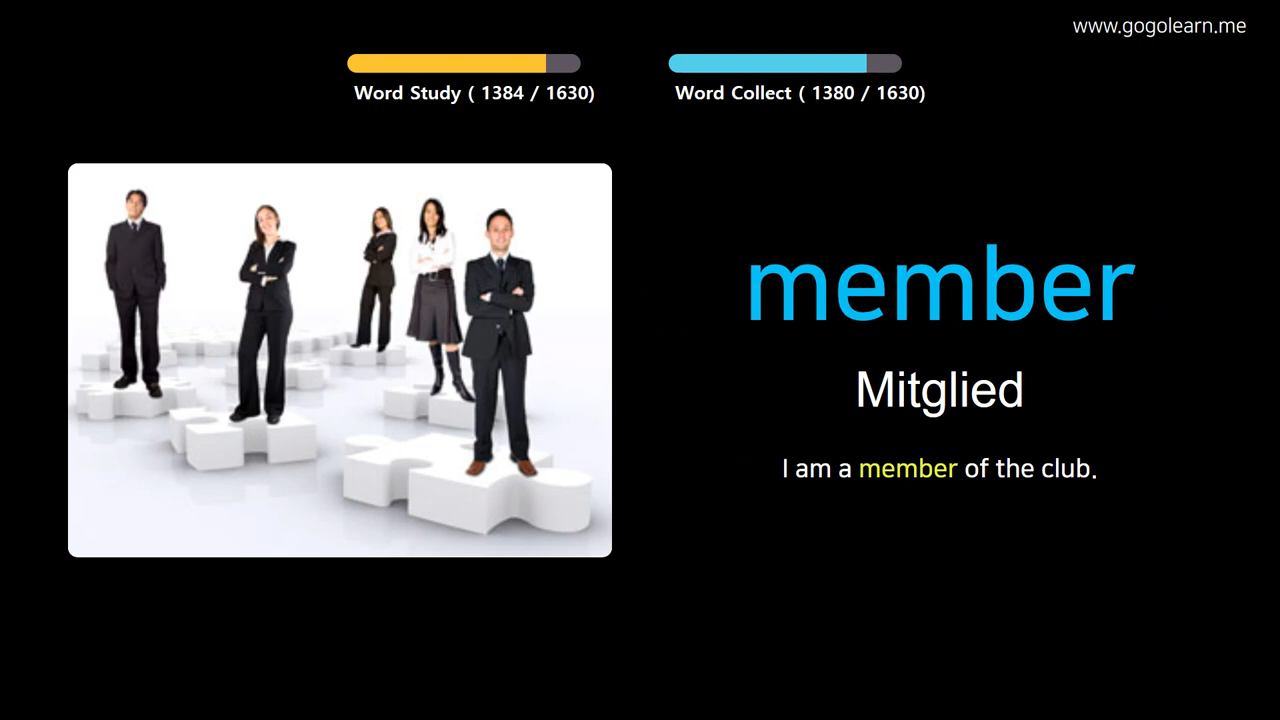 www.gogolearn.me
Word Study ( 1384 / 1630)
Word Collect ( 1380 / 1630)
member
Mitglied
I am a member of the club.